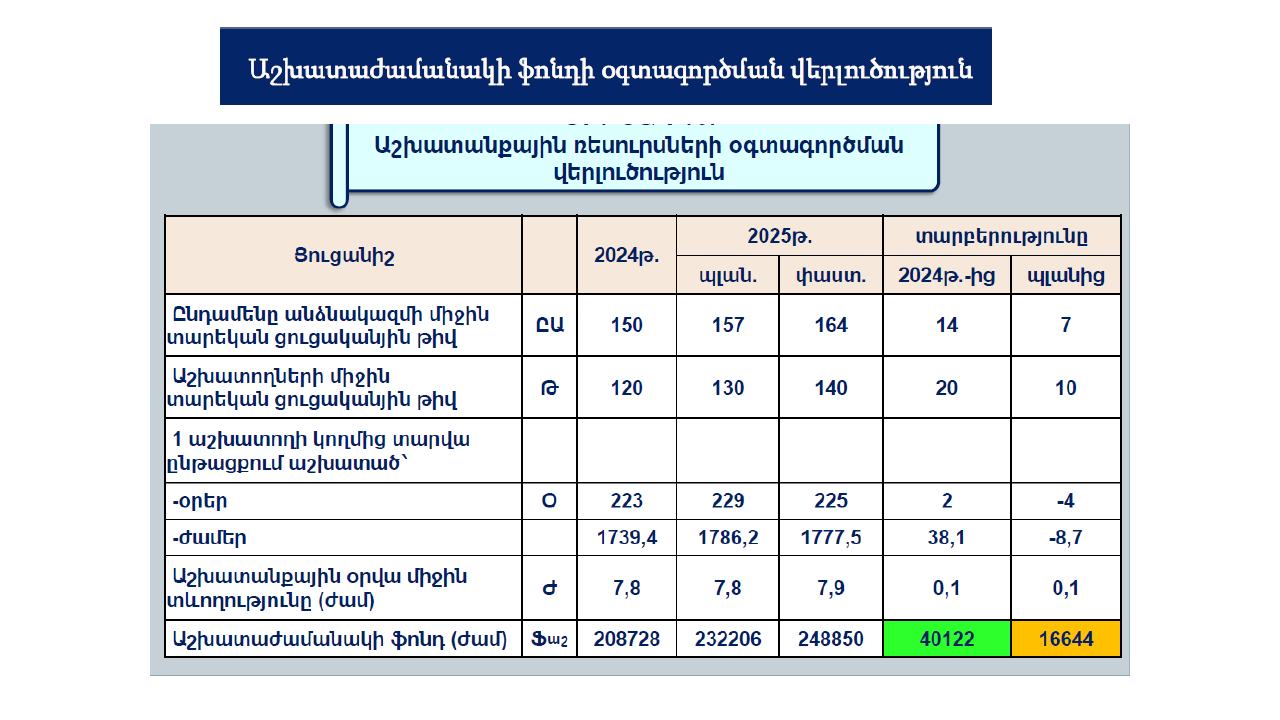 Աշխատաժամանակի ֆոնդի օգտագործման վերլուծություն
Աշխատանքային ռեսուրսների օգտագործման
վերլուծություն
Ցուցանիշ 2024թ. 2025թ. տարբերությունը
պլան. փաստ. 2024թ.-ից պլանից
Ընդամենը անձնակազմի միջին
տարեկան ցուցակային թիվ ԸԱ 150 157 164 14 7
Աշխատողների միջին
տարեկան ցուցակային թիվ Թ 120 130 140 20 10
1 աշխատողի կողմից տարվա
ընթացքում աշխատած՝
-օրեր Օ 223 229 225 2 -4
-ժամեր 1739,4 1786,2 1777,5 38,1 -8,7
Աշխատանքային օրվա միջին
տևողությունը (ժամ) Ժ 7,8 7,8 7,9 0,1 0,1
Աշխատաժամանակի ֆոնդ (ժամ) Ֆաշ 208728 232206 248850 40122 16644